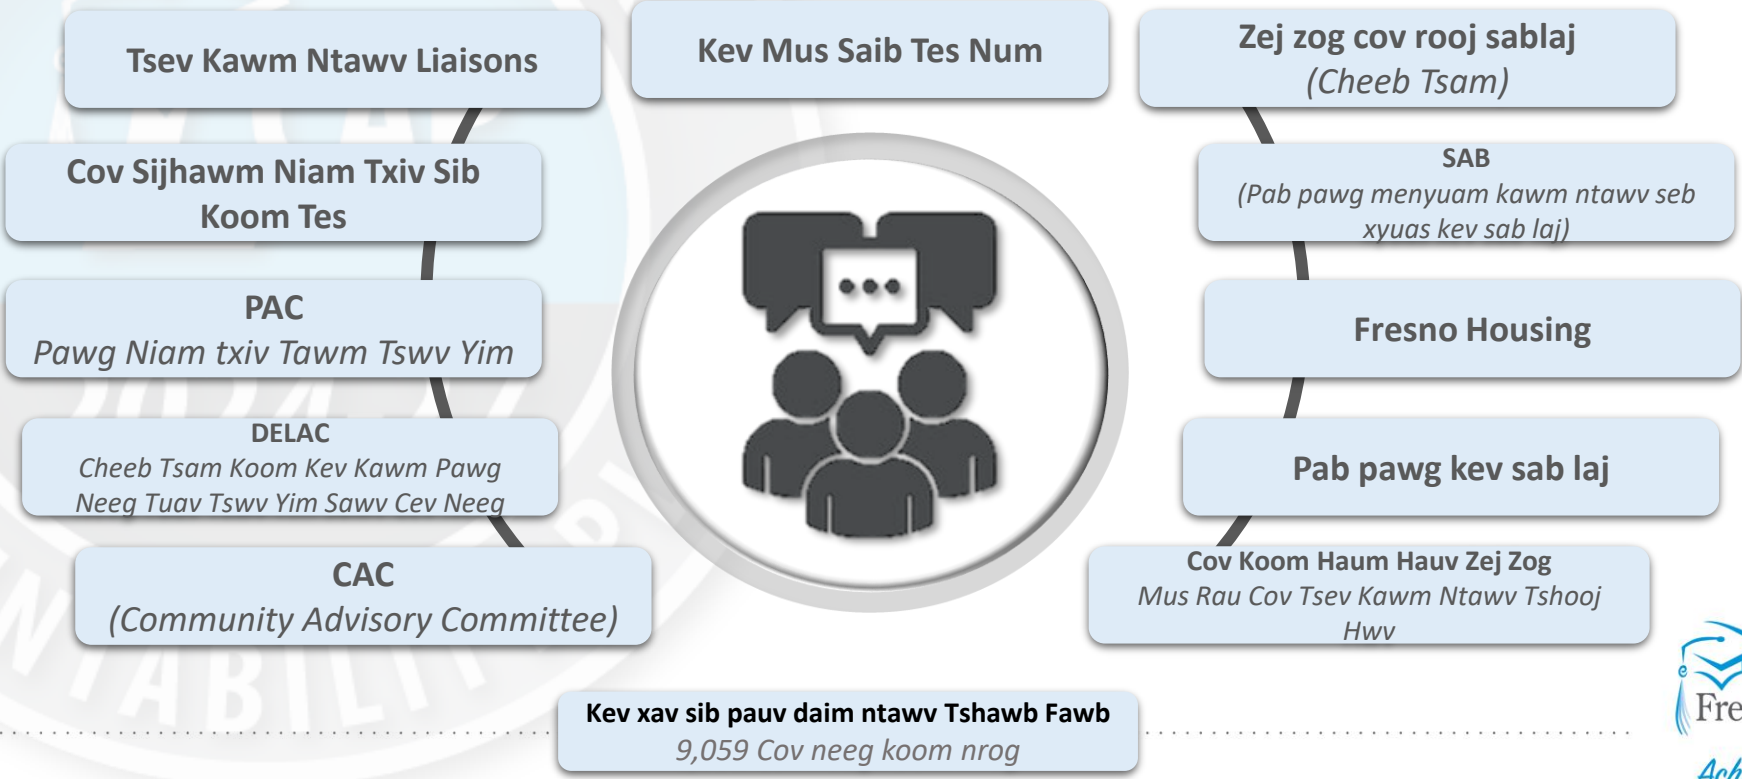 Tsev Kawm Ntawv Liaisons
Cov Sijhawm Niam Txiv Sib
Koom Tes
PAC
Pawg Niam txiv Tawm Tswv Yim
DELAC
Cheeb Tsam Koom Kev Kawm Pawg
Neeg Tuav Tswv Yim Sawv Cev Neeg
CAC
(Community Advisory Committee)
Kev Mus Saib Tes Num
Zej zog cov rooj sablaj
(Cheeb Tsam)
SAB
(Pab pawg menyuam kawm ntawv seb
xyuas kev sab laj)
Fresno Housing
Pab pawg kev sab laj
Cov Koom Haum Hauv Zej Zog
Mus Rau Cov Tsev Kawm Ntawv Tshooj
Hwv
Kev xav sib pauv daim ntawv Tshawb Fawb
9,059 Cov neeg koom nrog